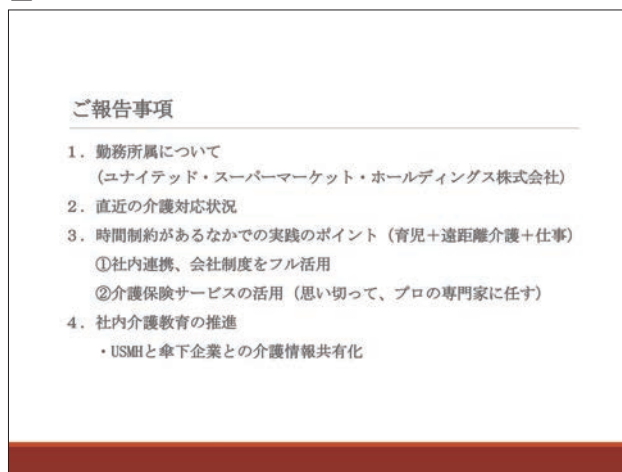 ご報告事項
1．勤務所属について
(ユナイテッド・スーパーマーケット・ホールディングス株式会社)
2．直近の介護対応状況
3．時間制約があるなかでの実践のポイント（育児＋遠距離介護＋仕事）
①社内連携、会社制度をフル活用
②介護保険サービスの活用（思い切って、プロの専門家に任す）
4．社内介護教育の推進
・USMHと傘下企業との介護情報共有化